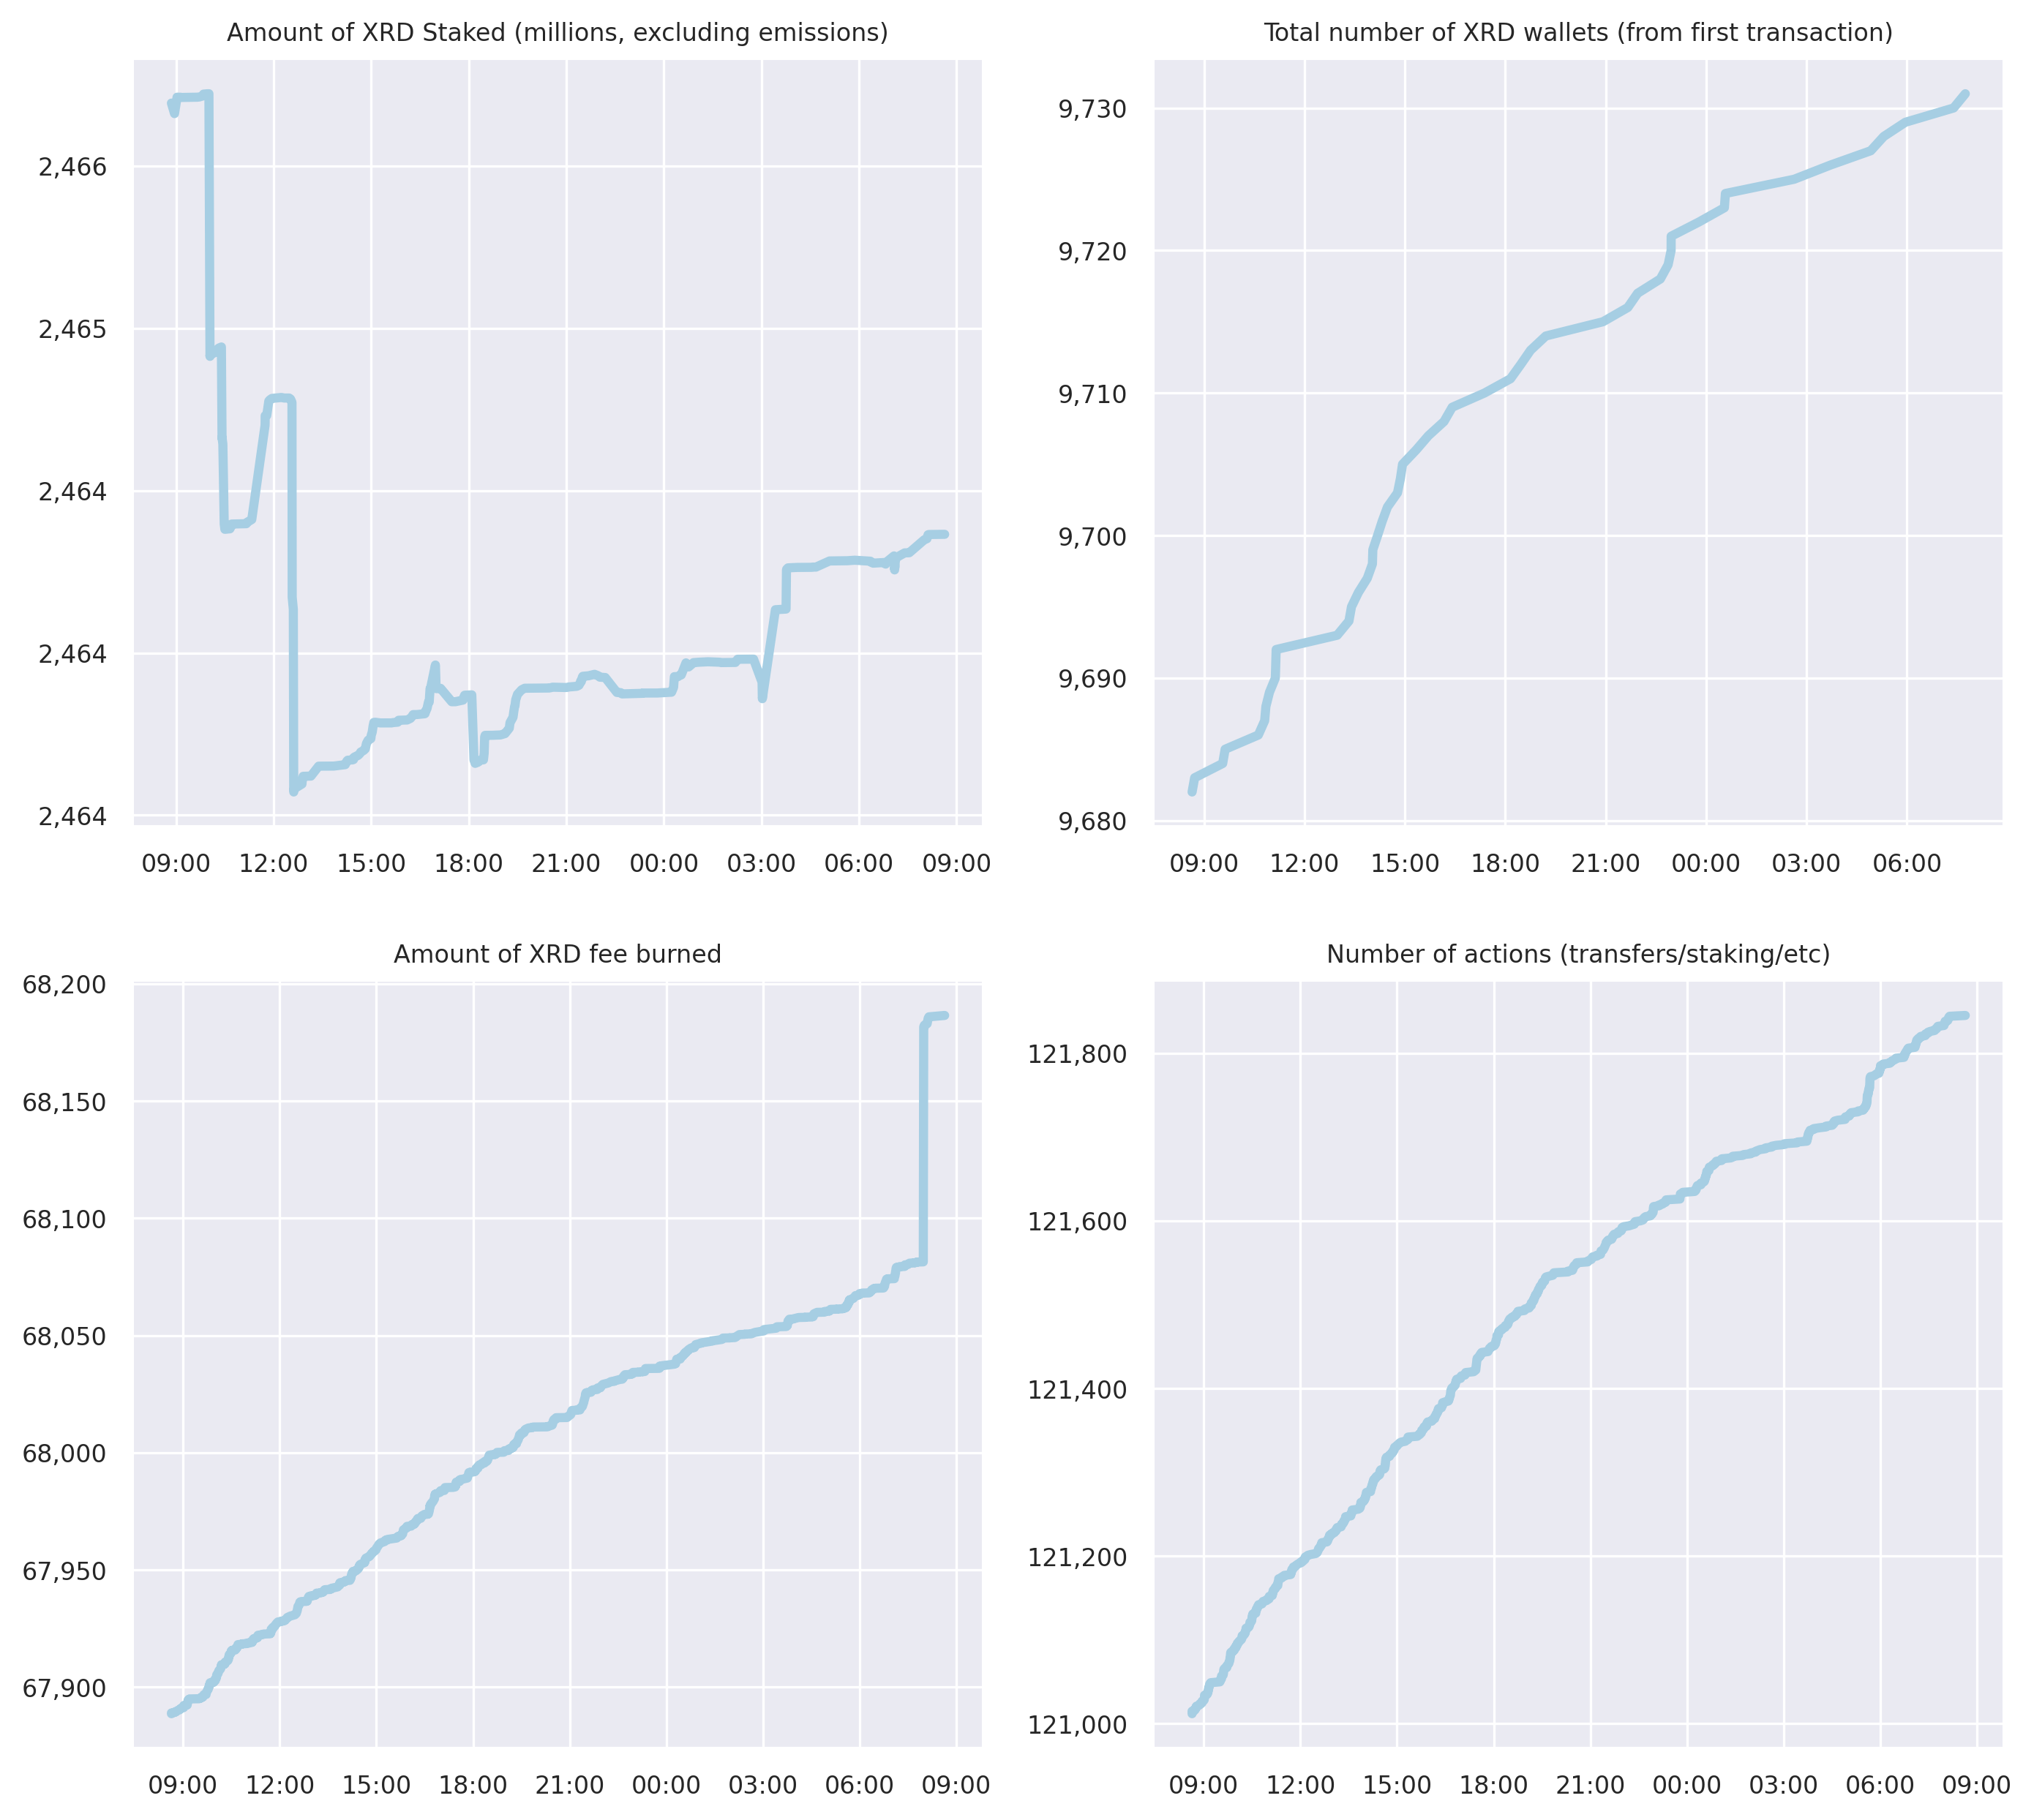 Amount of XRD Staked (millions, excluding emissions)
2,466
2,465
2,464
2,464
2,464
09:00 12:00 15:00 18:00 21:00 00:00 03:00 06:00 09:00
Total number of XRD wallets (from first transaction)
9,730
9,720
9,710
9,700
9,690
9,680
09:00 12:00 15:00 18:00 21:00 00:00 03:00 06:00
Amount of XRD fee burned
68,200
68,150
68,100
68,050
68,000
67,950
67,900
09:00 12:00 15:00 18:00 21:00 00:00 03:00 06:00 09:00
Number of actions (transfers/staking/etc)
121,800
121,600
121,400
121,200
121,000
09:00 12:00 15:00 18:00 21:00 00:00 03:00 06:00 09:00